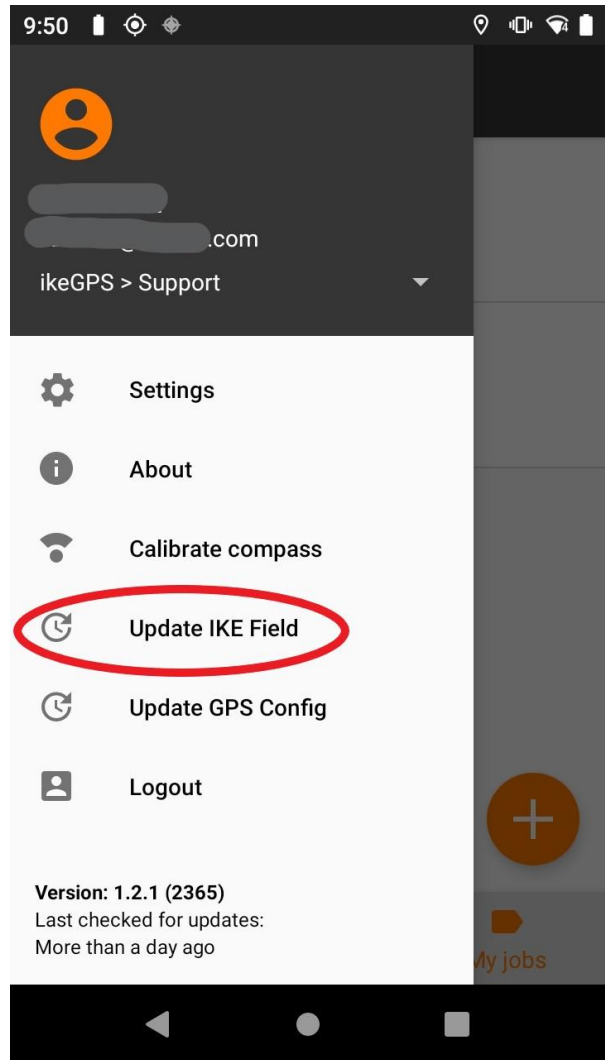 9:50
.com
ikeGPS > Support
Settings
About
Calibrate compass
Update IKE Field
Update GPS Config
Logout
Version: 1.2.1 (2365)
Last checked for updates:
More than a day ago
My jobs